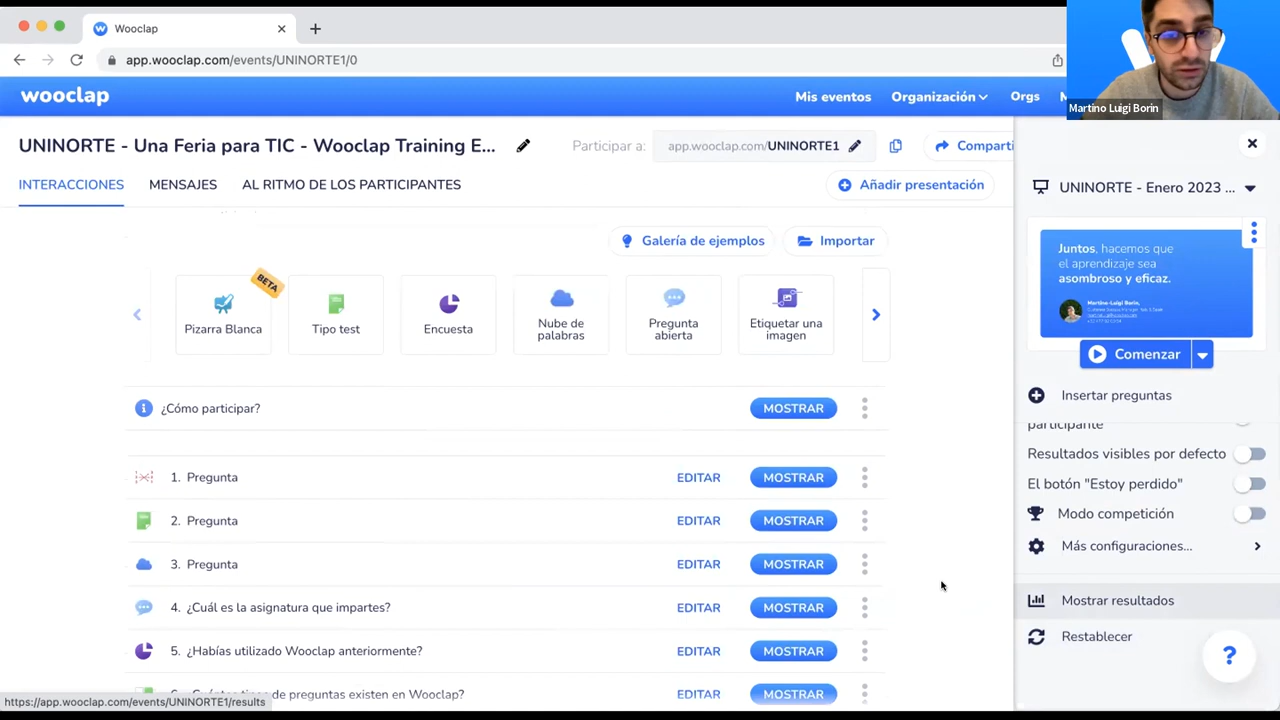 Wooclap
app.wooclap.com/events/UNINORTE1/0
Martino Luigi Borin
wooclap
Mis eventos
Organización
Orgs
UNINORTE - Una Feria para TIC - Wooclap Training E...
Participar a:
app.wooclap.com/UNINORTE1
Comparti
INTERACCIONES
MENSAJES
AL RITMO DE LOS PARTICIPANTES
Añadir presentación
UNINORTE - Enero 2023 ...
Galería de ejemplos
Importar
Juntos, hacemos que
el aprendizaje sea
asombroso y eficaz.
Martino-Luigi Borin,
BETA
Pizarra Blanca
Tipo test
Encuesta
Nube de
palabras
Pregunta
abierta
Etiquetar una
imagen
Comenzar
Insertar preguntas
¿Cómo participar?
MOSTRAR
participante
Resultados visibles por defecto
1. Pregunta
EDITAR
MOSTRAR
El botón "Estoy perdido"
2. Pregunta
EDITAR
MOSTRAR
Modo competición
3. Pregunta
EDITAR
MOSTRAR
Más configuraciones...
4. ¿Cuál es la asignatura que impartes?
EDITAR
MOSTRAR
Mostrar resultados
5. ¿Habías utilizado Wooclap anteriormente?
EDITAR
MOSTRAR
Restablecer
de preguntas existen en Wooclap?
EDITAR
MOSTRAR
?
https://app.wooclap.com/events/UNINORTE1/results